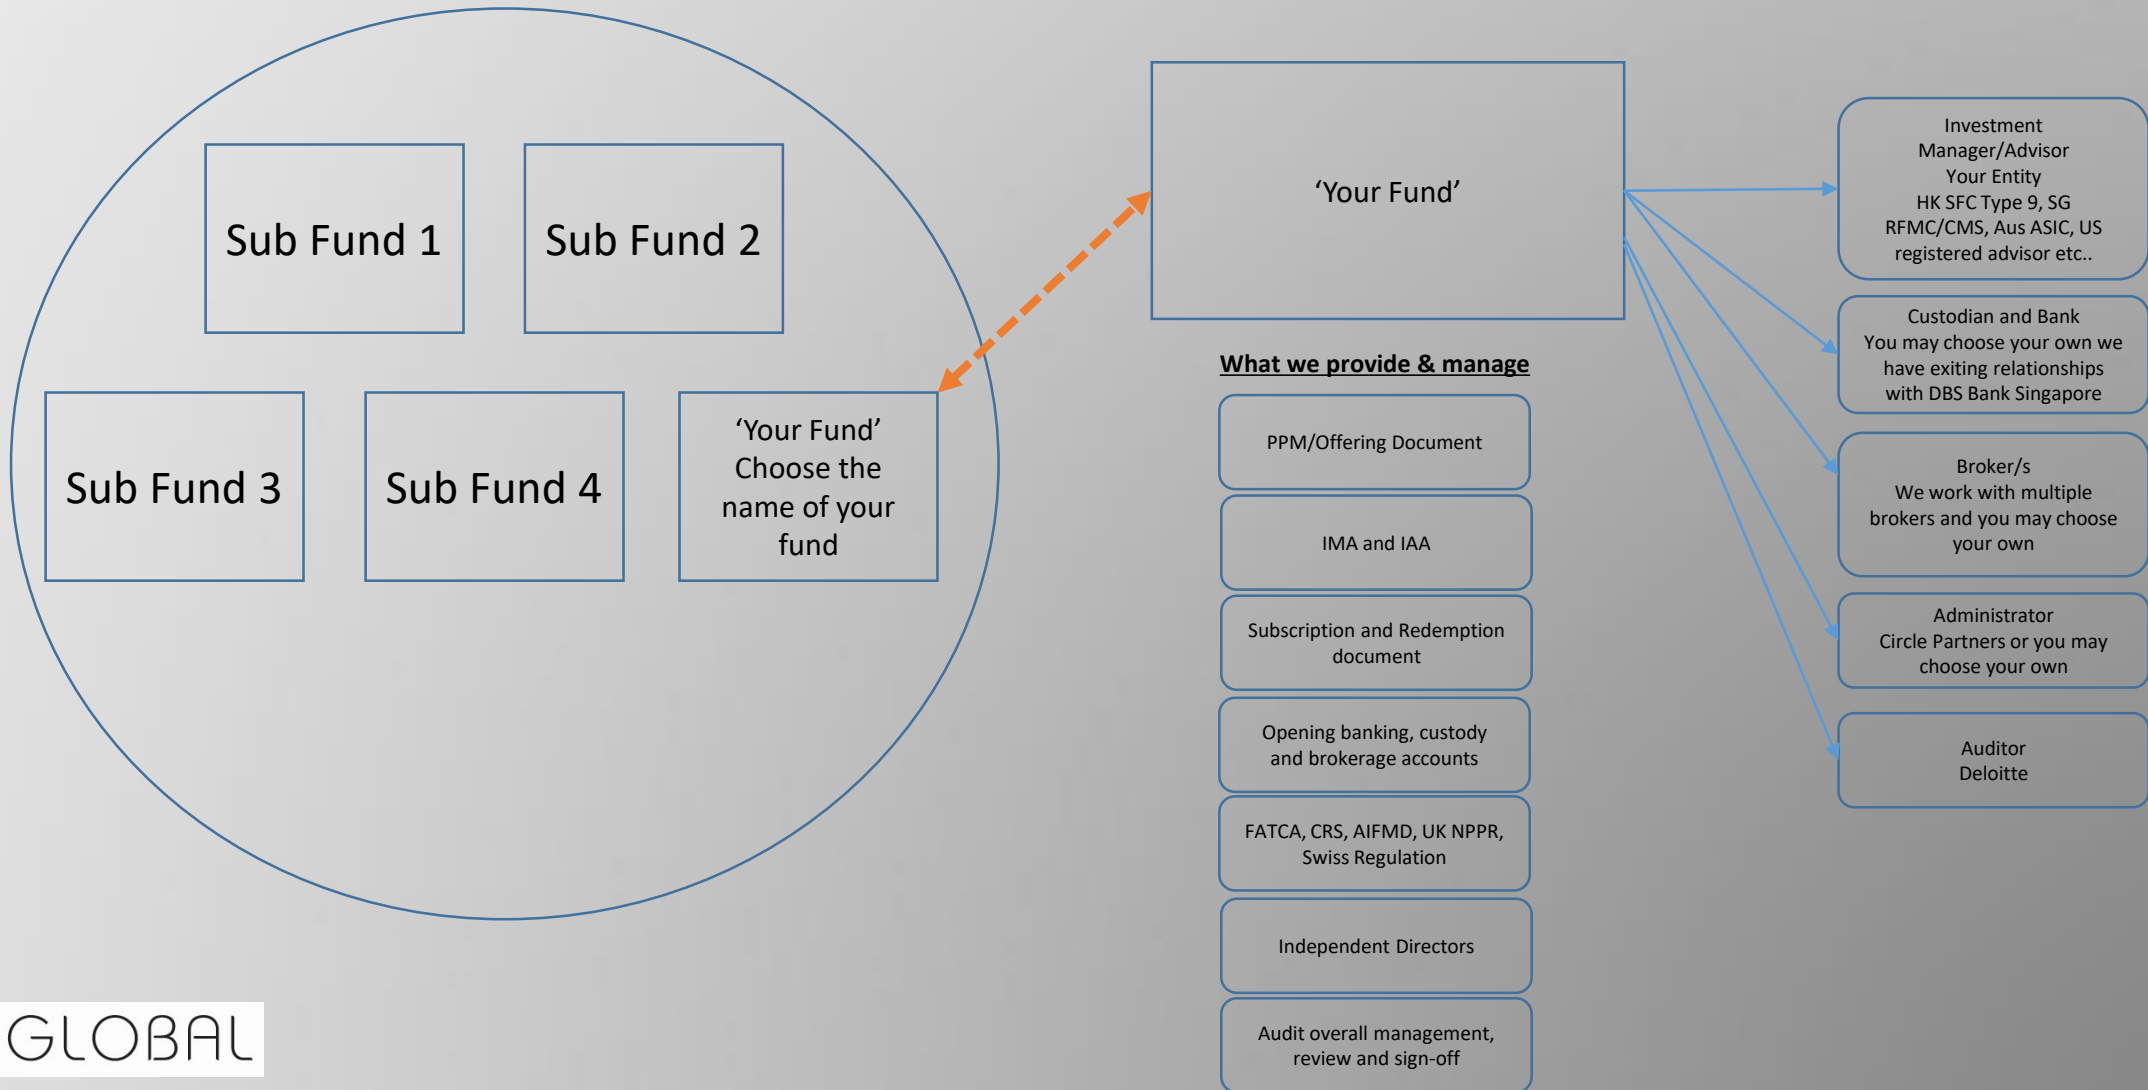 Sub Fund 1
Sub Fund 2
Sub Fund 3
Sub Fund 4
‘Your Fund’
Choose the
name of your
fund
‘Your Fund’
What we provide & manage
PPM/Offering Document
IMA and IAA
Subscription and Redemption
document
Opening banking, custody
and brokerage accounts
FATCA, CRS, AIFMD, UK NPPR,
Swiss Regulation
Independent Directors
Audit overall management,
review and sign-off
Investment
Manager/Advisor
Your Entity
HK SFC Type 9, SG
RFMC/CMS, Aus ASIC, US
registered advisor etc..
Custodian and Bank
You may choose your own we
have exiting relationships
with DBS Bank Singapore
Broker/s
We work with multiple
brokers and you may choose
your own
Administrator
Circle Partners or you may
choose your own
Auditor
Deloitte
GLOBAL